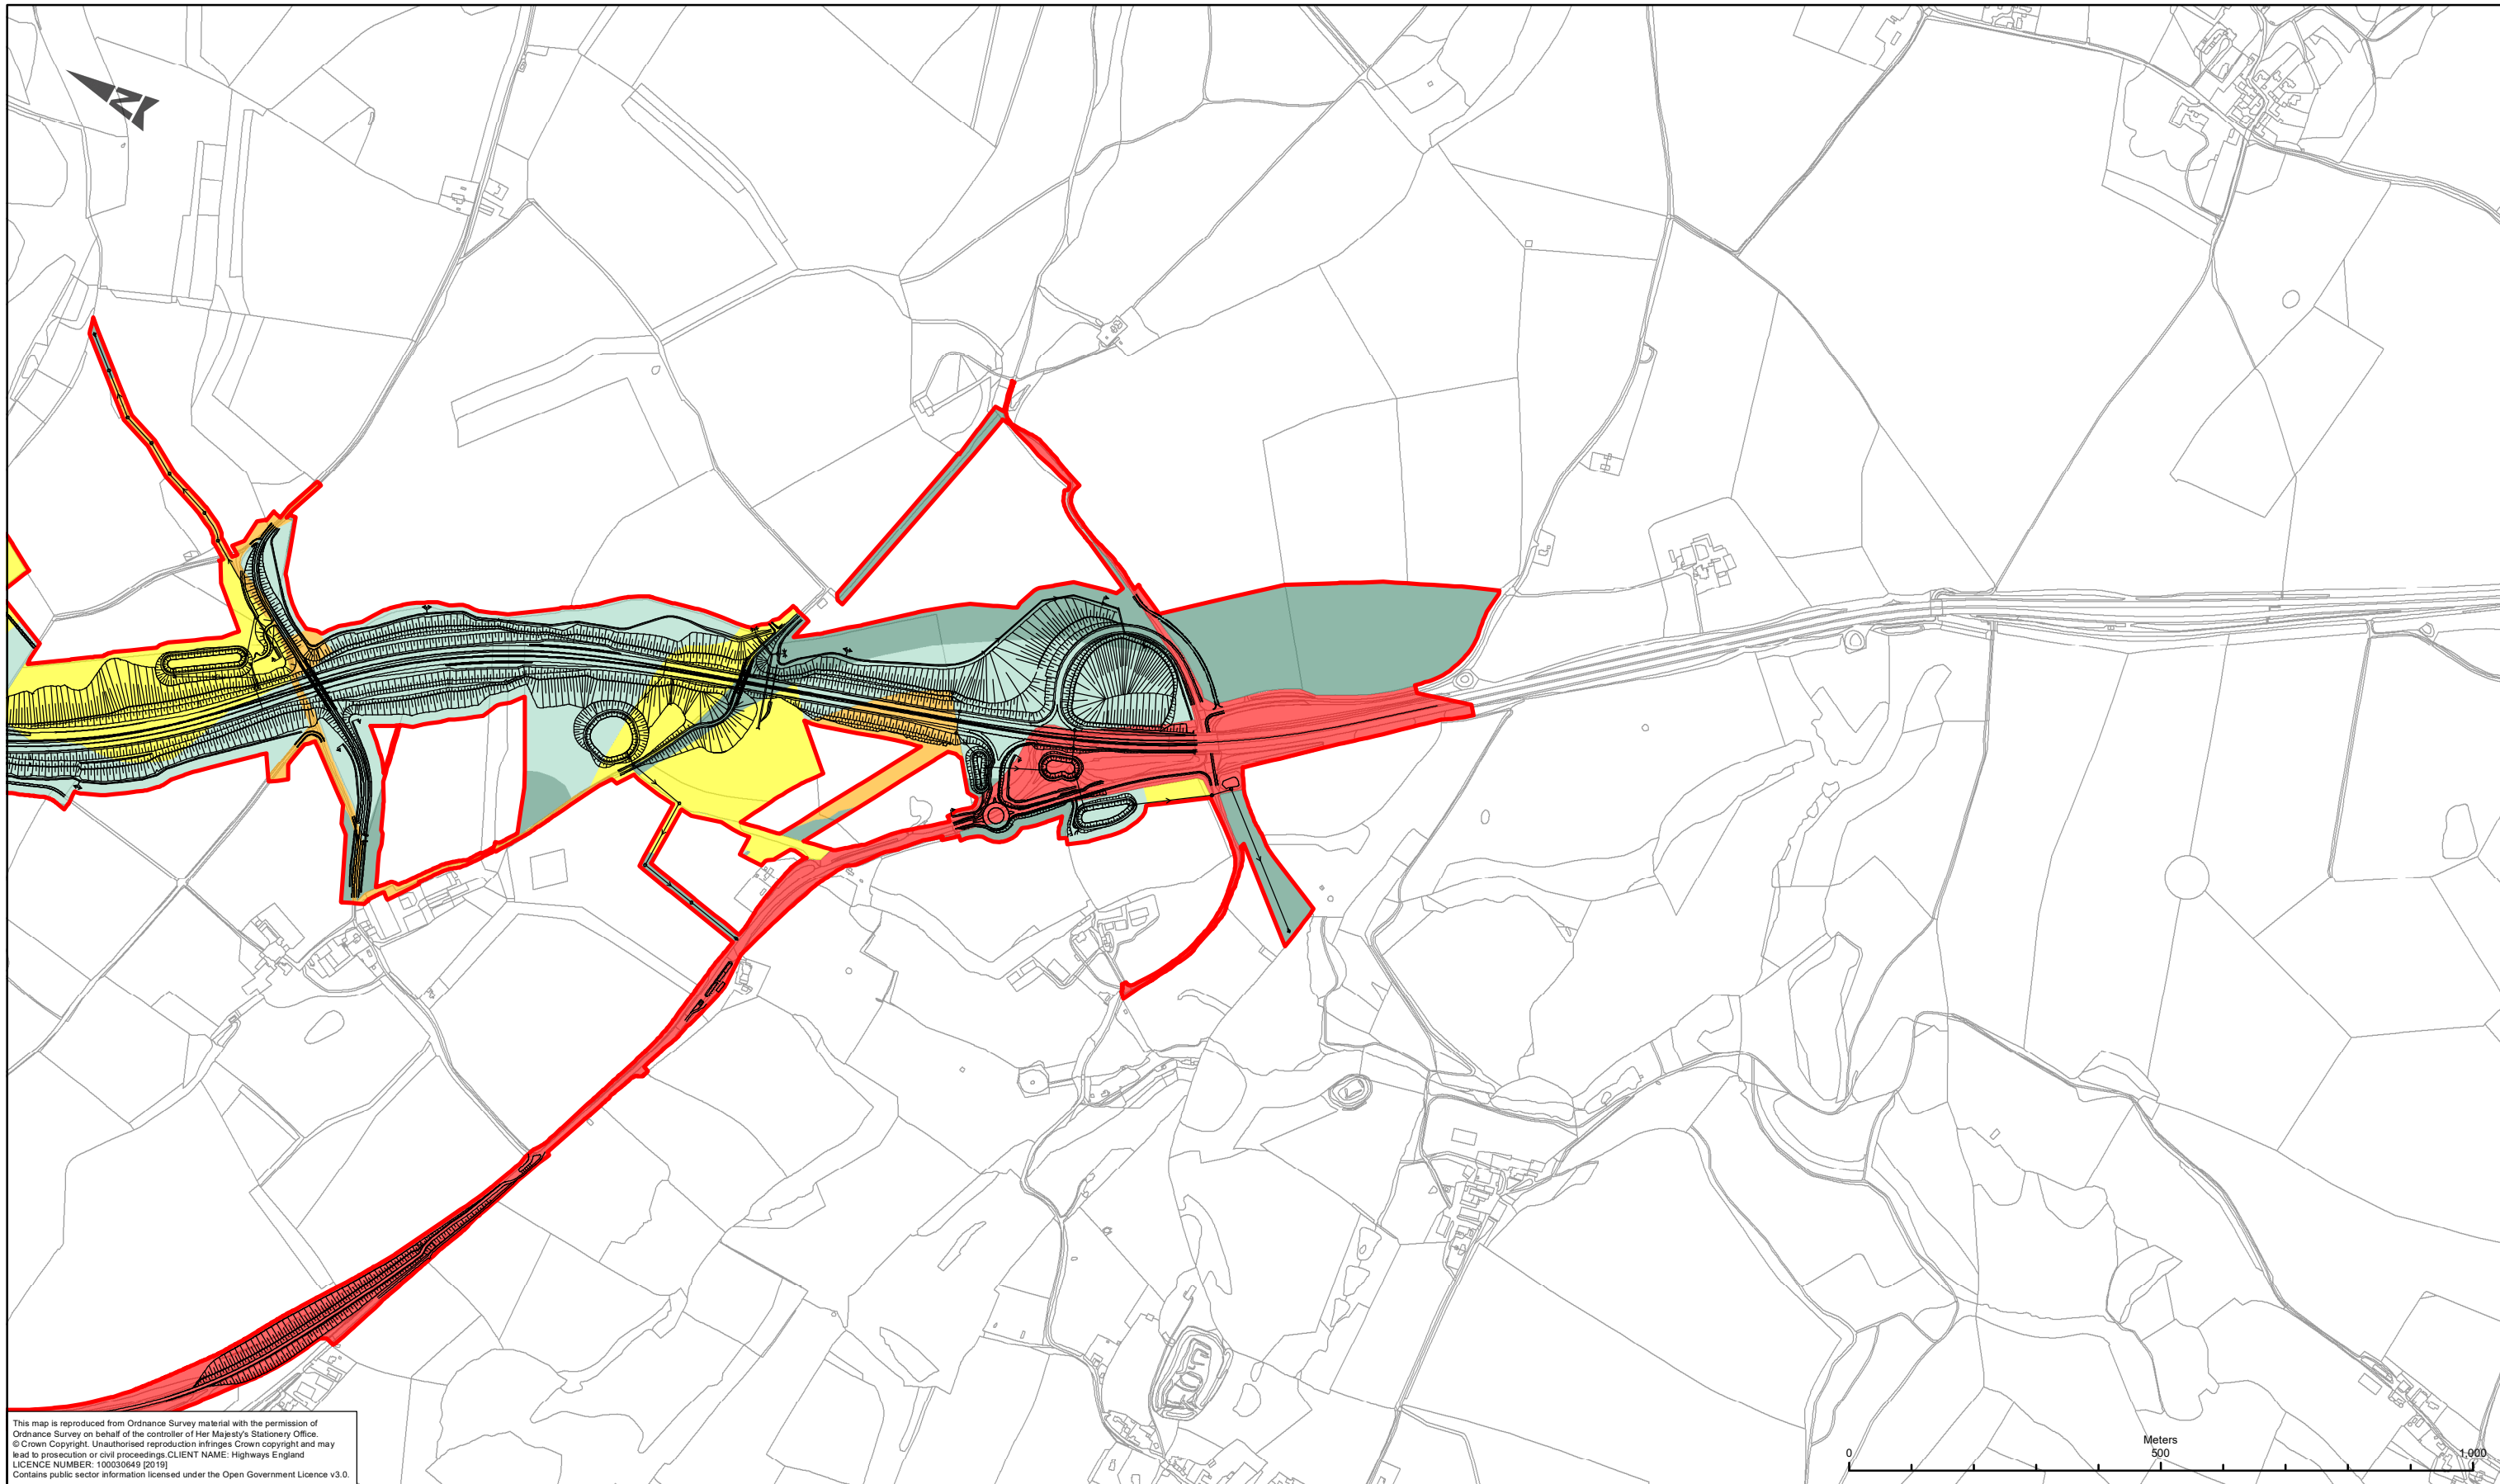 N
This map is reproduced from Ordnance Survey material with the permission of
Ordnance Survey on behalf of the controller of Her Majesty's Stationery Office.
© Crown Copyright. Unauthorised reproduction infringes Crown copyright and may
lead to prosecution or civil proceedings.CLIENT NAME: Highways England
LICENCE NUMBER: 100030649 [2019]
Contains public sector information licensed under the Open Government Licence v3.0.
Meters
0 500 1,000